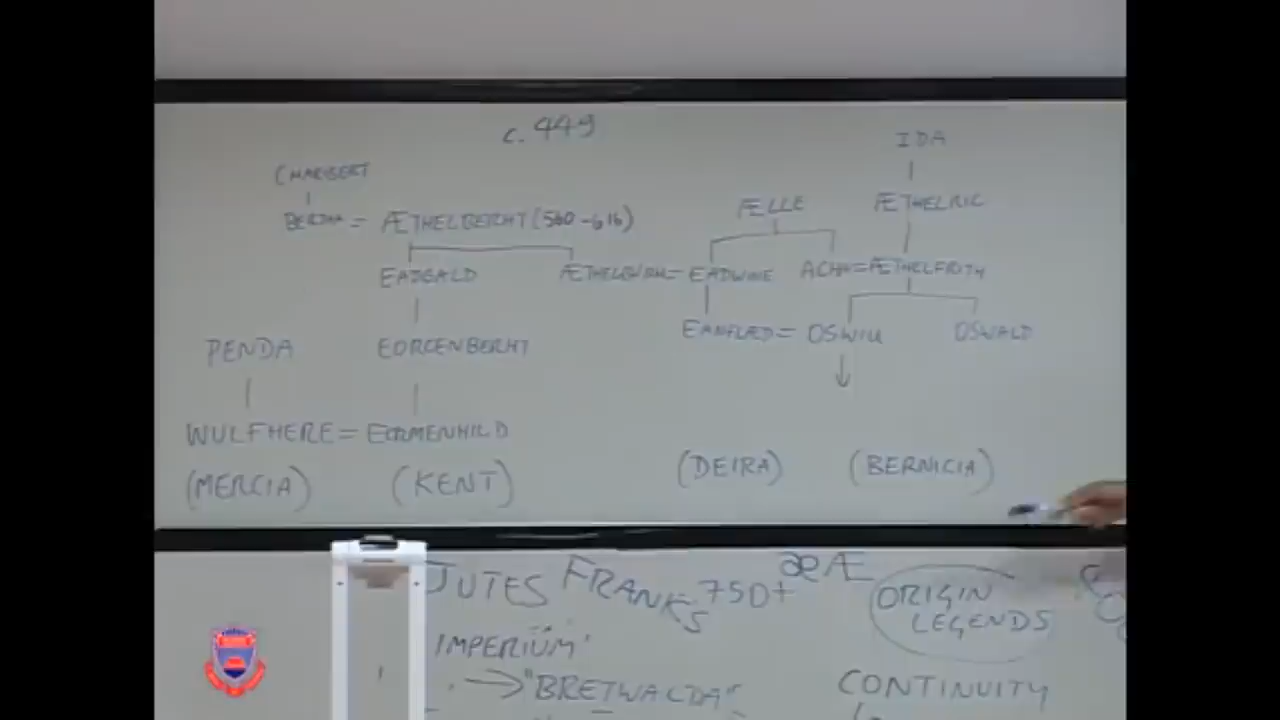 c. 449
CHARIBERT
IDA
BERTHA = ÆTHELBERHT (560-616)
ÆLLE
ÆTHELRIC
EADBALD
ÆTHELBURH = EADWINE
ACHA = ÆTHELFRITH
EANFLÆD = OSWIU
OSWALD
PENDA
EORCENBERHT
WULFHERE = EORMENHILD
(MERCIA)
(KENT)
(DEIRA)
(BERNICIA)
JUTES FRANKS 750+ æÆ
ORIGIN
LEGENDS
'IMPERIUM'
→ "BRETWALDA"
CONTINUITY